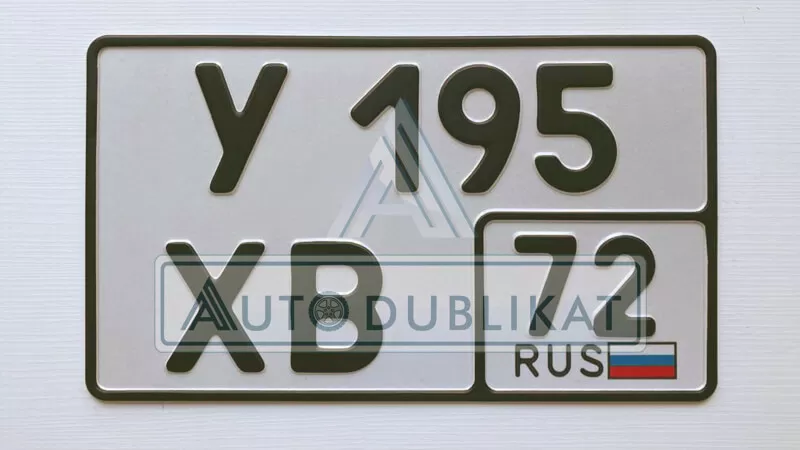 У 195
ХВ 72
RUS
AUTODUBLIKAT